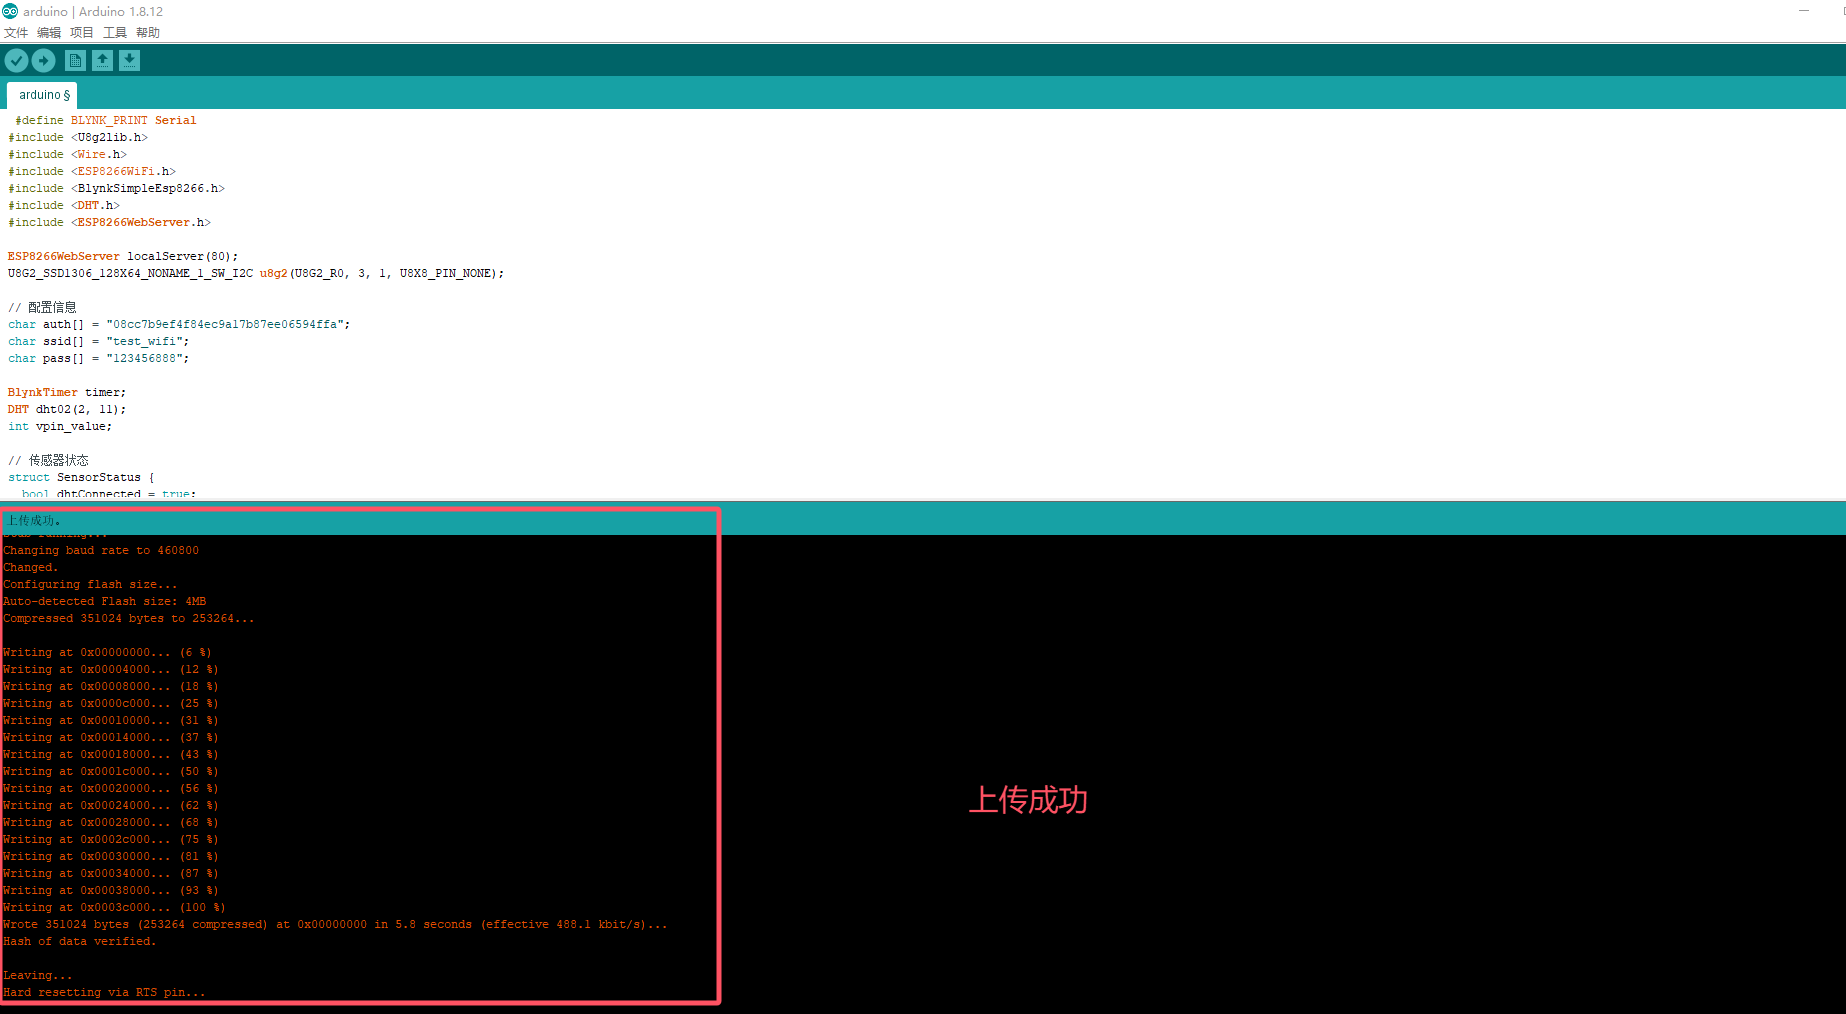 arduino | Arduino 1.8.12
文件 编辑 项目 工具 帮助
arduino §
#define BLYNK_PRINT Serial
#include <U8g2lib.h>
#include <Wire.h>
#include <ESP8266WiFi.h>
#include <BlynkSimpleEsp8266.h>
#include <DHT.h>
#include <ESP8266WebServer.h>
ESP8266WebServer localServer(80);
U8G2_SSD1306_128X64_NONAME_1_SW_I2C u8g2(U8G2_R0, 3, 1, U8X8_PIN_NONE);
// 配置信息
char auth[] = "08cc7b9ef4f84ec9a17b87ee06594ffa";
char ssid[] = "test_wifi";
char pass[] = "123456888";
BlynkTimer timer;
DHT dht02(2, 11);
int vpin_value;
// 传感器状态
struct SensorStatus {
bool dhtConnected = true;
上传成功。
Stub running...
Changing baud rate to 460800
Changed.
Configuring flash size...
Auto-detected Flash size: 4MB
Compressed 351024 bytes to 253264...
Writing at 0x00000000... (6 %)
Writing at 0x00004000... (12 %)
Writing at 0x00008000... (18 %)
Writing at 0x0000c000... (25 %)
Writing at 0x00010000... (31 %)
Writing at 0x00014000... (37 %)
Writing at 0x00018000... (43 %)
Writing at 0x0001c000... (50 %)
Writing at 0x00020000... (56 %)
Writing at 0x00024000... (62 %)
Writing at 0x00028000... (68 %)
Writing at 0x0002c000... (75 %)
Writing at 0x00030000... (81 %)
Writing at 0x00034000... (87 %)
Writing at 0x00038000... (93 %)
Writing at 0x0003c000... (100 %)
Wrote 351024 bytes (253264 compressed) at 0x00000000 in 5.8 seconds (effective 488.1 kbit/s)...
Hash of data verified.
Leaving...
Hard resetting via RTS pin...
上传成功